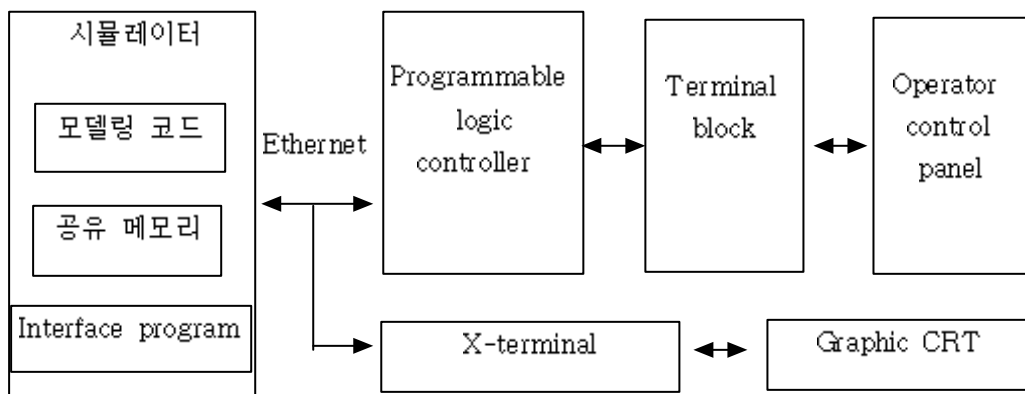 시뮬레이터
모델링 코드
공유 메모리
Interface program
Ethernet
Programmable
logic
controller
Terminal
block
Operator
control
panel
X-terminal
Graphic CRT